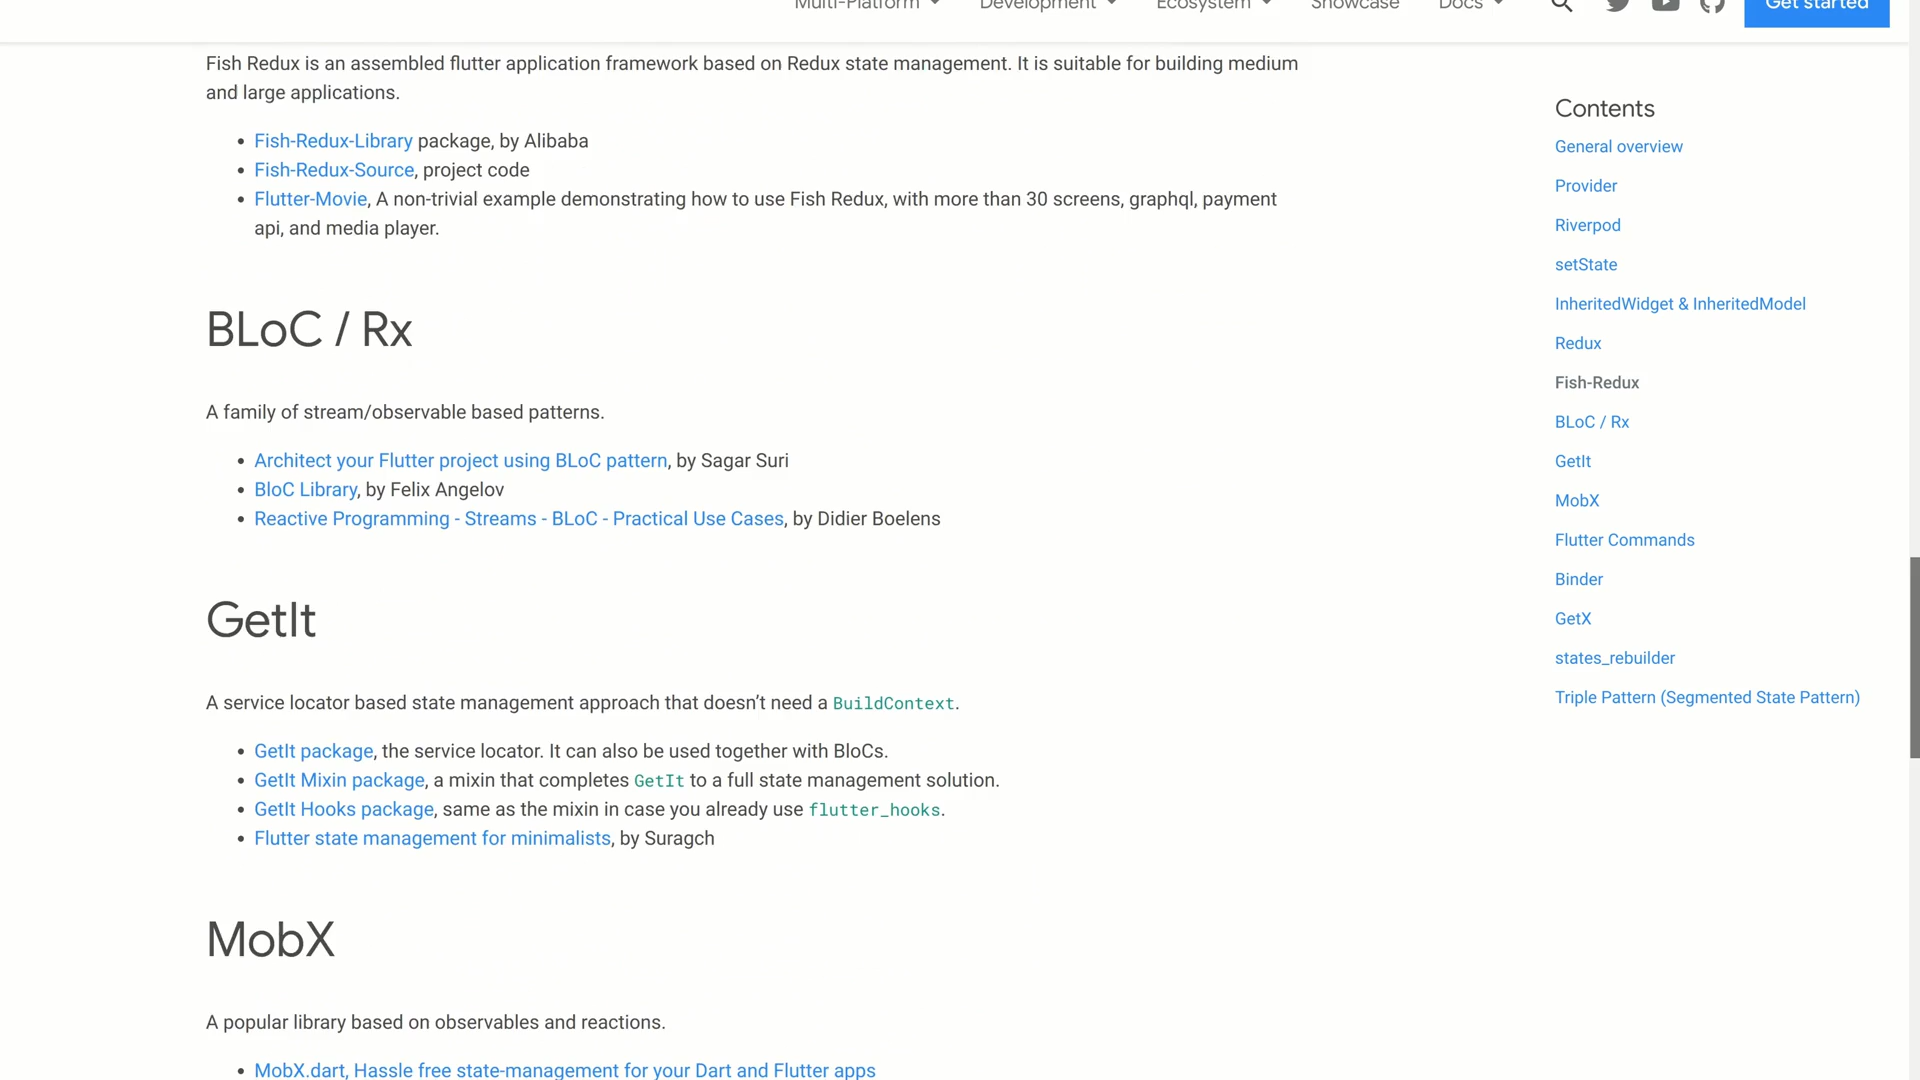 Multi-Platform Development Ecosystem Showcase Docs Get started
Fish Redux is an assembled flutter application framework based on Redux state management. It is suitable for building medium
and large applications.
• Fish-Redux-Library package, by Alibaba
• Fish-Redux-Source, project code
• Flutter-Movie, A non-trivial example demonstrating how to use Fish Redux, with more than 30 screens, graphql, payment
api, and media player.
BLoC / Rx
A family of stream/observable based patterns.
• Architect your Flutter project using BLoC pattern, by Sagar Suri
• BloC Library, by Felix Angelov
• Reactive Programming - Streams - BLoC - Practical Use Cases, by Didier Boelens
GetIt
A service locator based state management approach that doesn’t need a BuildContext.
• GetIt package, the service locator. It can also be used together with BloCs.
• GetIt Mixin package, a mixin that completes GetIt to a full state management solution.
• GetIt Hooks package, same as the mixin in case you already use flutter_hooks.
• Flutter state management for minimalists, by Suragch
MobX
A popular library based on observables and reactions.
• MobX.dart, Hassle free state-management for your Dart and Flutter apps
Contents
General overview
Provider
Riverpod
setState
InheritedWidget & InheritedModel
Redux
Fish-Redux
BLoC / Rx
GetIt
MobX
Flutter Commands
Binder
GetX
states_rebuilder
Triple Pattern (Segmented State Pattern)